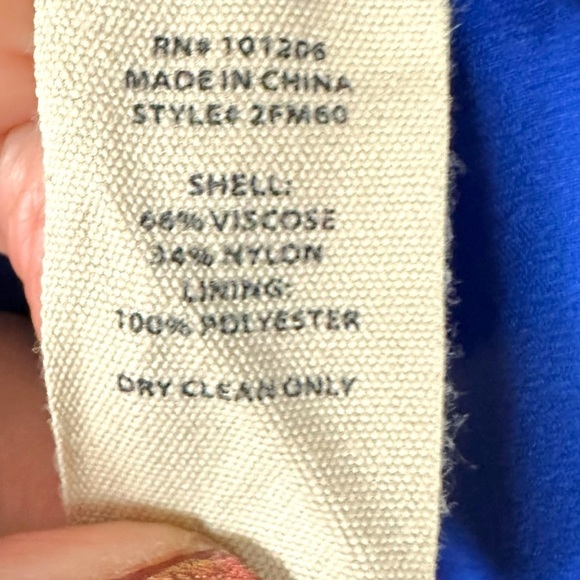 RN# 101206
MADE IN CHINA
STYLE# 2FM60
SHELL:
66% VISCOSE
34% NYLON
LINING:
100% POLYESTER
DRY CLEAN ONLY